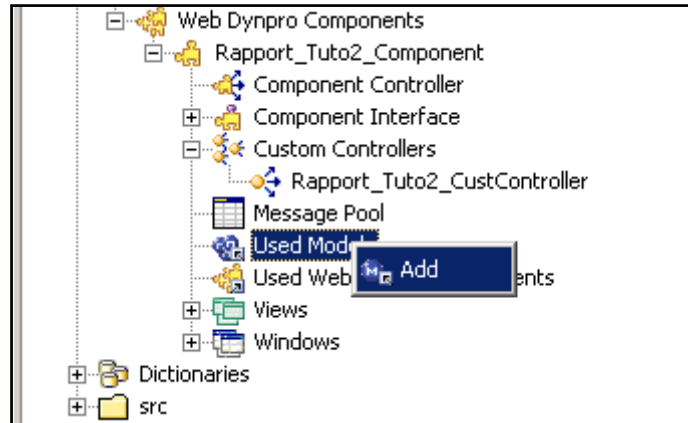 Web Dynpro Components
Rapport_Tuto2_Component
Component Controller
Component Interface
Custom Controllers
Rapport_Tuto2_CustController
Message Pool
Used Mod
Add
Used Web ents
Views
Windows
Dictionaries
src